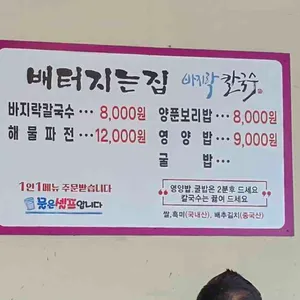 배터지는집 바지락 칼국수
바지락칼국수 ··· 8,000원
해물파전 ··· 12,000원
양푼보리밥 ··· 8,000원
영양밥 ··· 9,000원
굴밥 ···
1인1메뉴 주문받습니다
물은셀프입니다
영양밥,굴밥은 2분후 드세요
칼국수는 끓여 드세요
쌀,흑미(국내산), 배추김치(중국산)